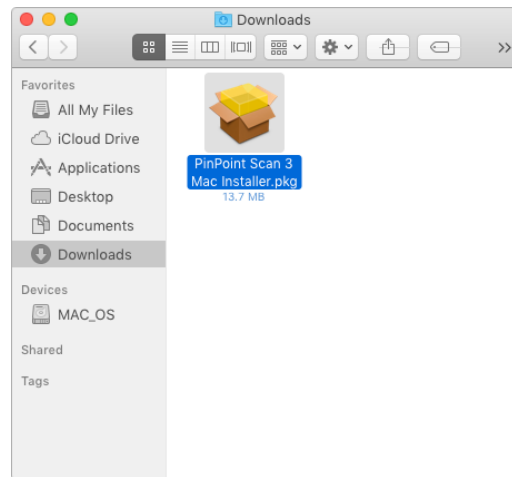 Downloads
Favorites
All My Files
iCloud Drive
Applications
Desktop
Documents
Downloads
Devices
MAC_OS
Shared
Tags
PinPoint Scan 3
Mac Installer.pkg
13.7 MB